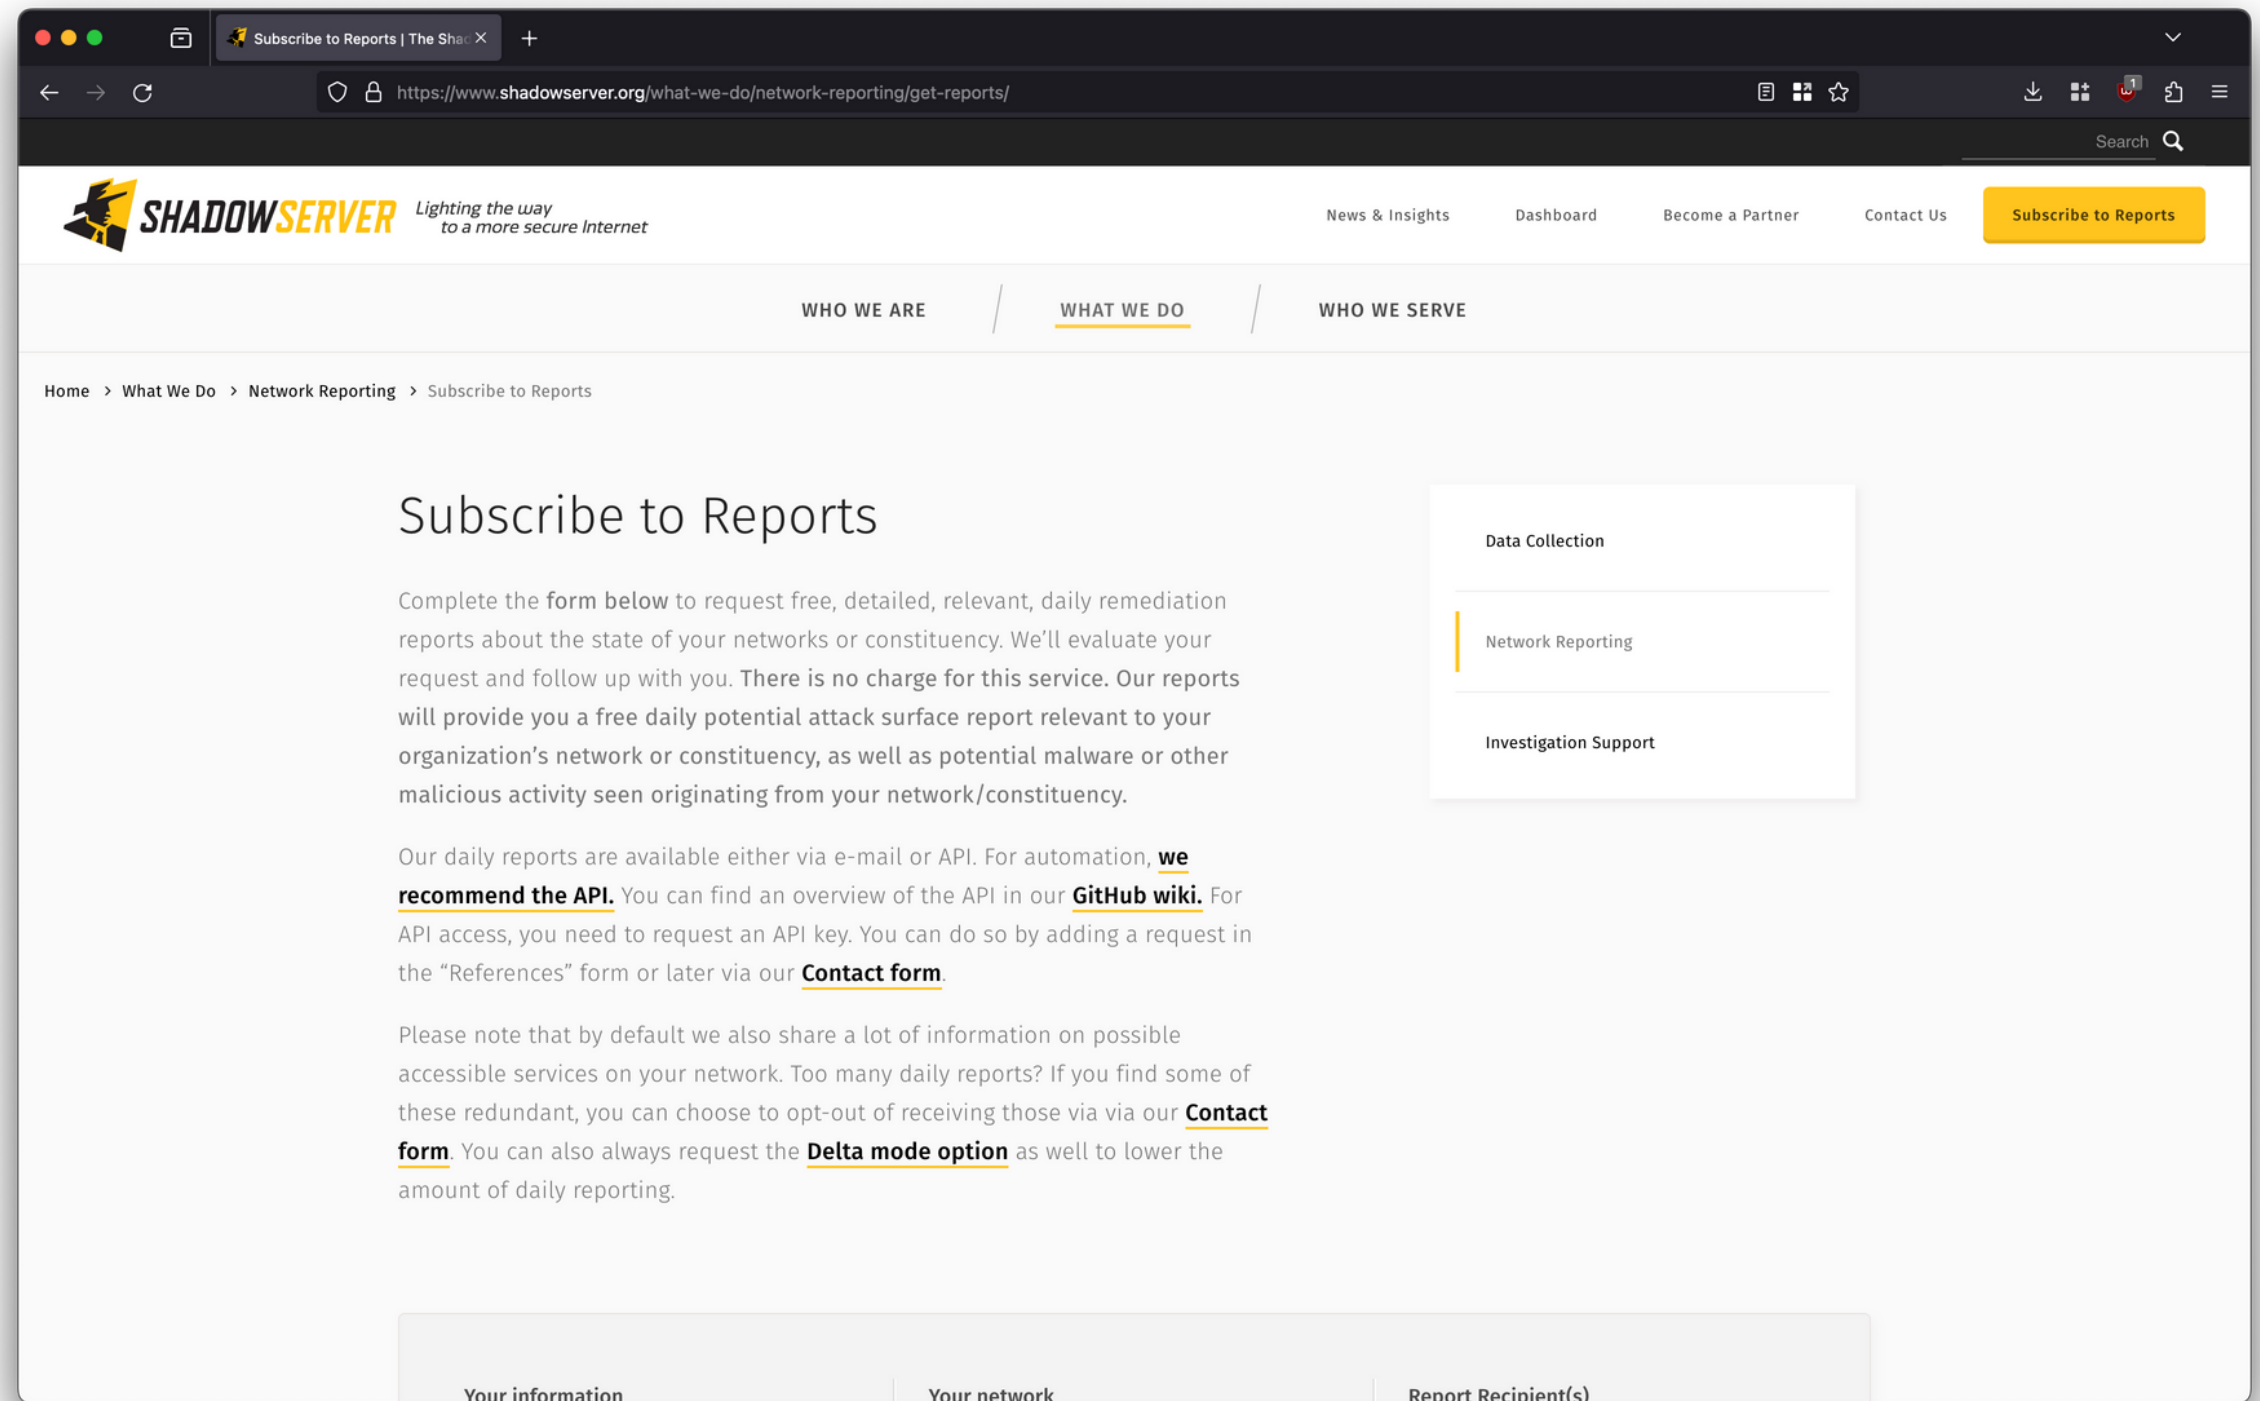 Subscribe to Reports | The Shad
https://www.shadowserver.org/what-we-do/network-reporting/get-reports/
1
Search
SHADOWSERVER
Lighting the way
to a more secure Internet
News & Insights
Dashboard
Become a Partner
Contact Us
Subscribe to Reports
WHO WE ARE
WHAT WE DO
WHO WE SERVE
Home > What We Do > Network Reporting > Subscribe to Reports
Subscribe to Reports
Complete the form below to request free, detailed, relevant, daily remediation
reports about the state of your networks or constituency. We’ll evaluate your
request and follow up with you. There is no charge for this service. Our reports
will provide you a free daily potential attack surface report relevant to your
organization’s network or constituency, as well as potential malware or other
malicious activity seen originating from your network/constituency.
Our daily reports are available either via e-mail or API. For automation, we
recommend the API. You can find an overview of the API in our GitHub wiki. For
API access, you need to request an API key. You can do so by adding a request in
the “References” form or later via our Contact form.
Please note that by default we also share a lot of information on possible
accessible services on your network. Too many daily reports? If you find some of
these redundant, you can choose to opt-out of receiving those via via our Contact
form. You can also always request the Delta mode option as well to lower the
amount of daily reporting.
Data Collection
Network Reporting
Investigation Support
Your information
Your network
Report Recipient(s)